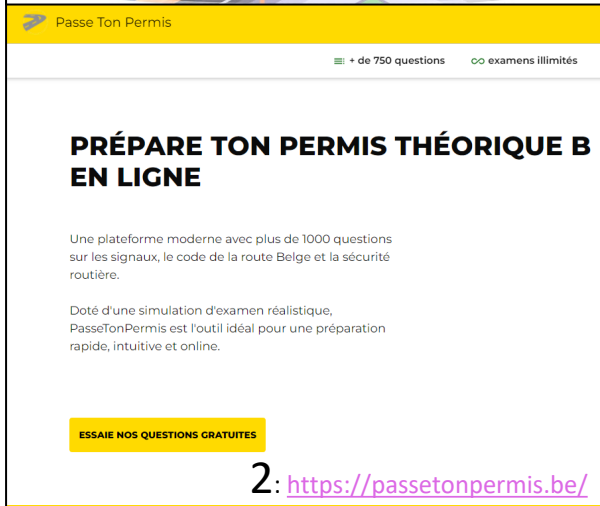 Passe Ton Permis
+ de 750 questions examens illimités
PRÉPARE TON PERMIS THÉORIQUE B
EN LIGNE
Une plateforme moderne avec plus de 1000 questions
sur les signaux, le code de la route Belge et la sécurité
routière.
Doté d'une simulation d'examen réalistique,
PasseTonPermis est l'outil idéal pour une préparation
rapide, intuitive et online.
ESSAIE NOS QUESTIONS GRATUITES
2: https://passetonpermis.be/